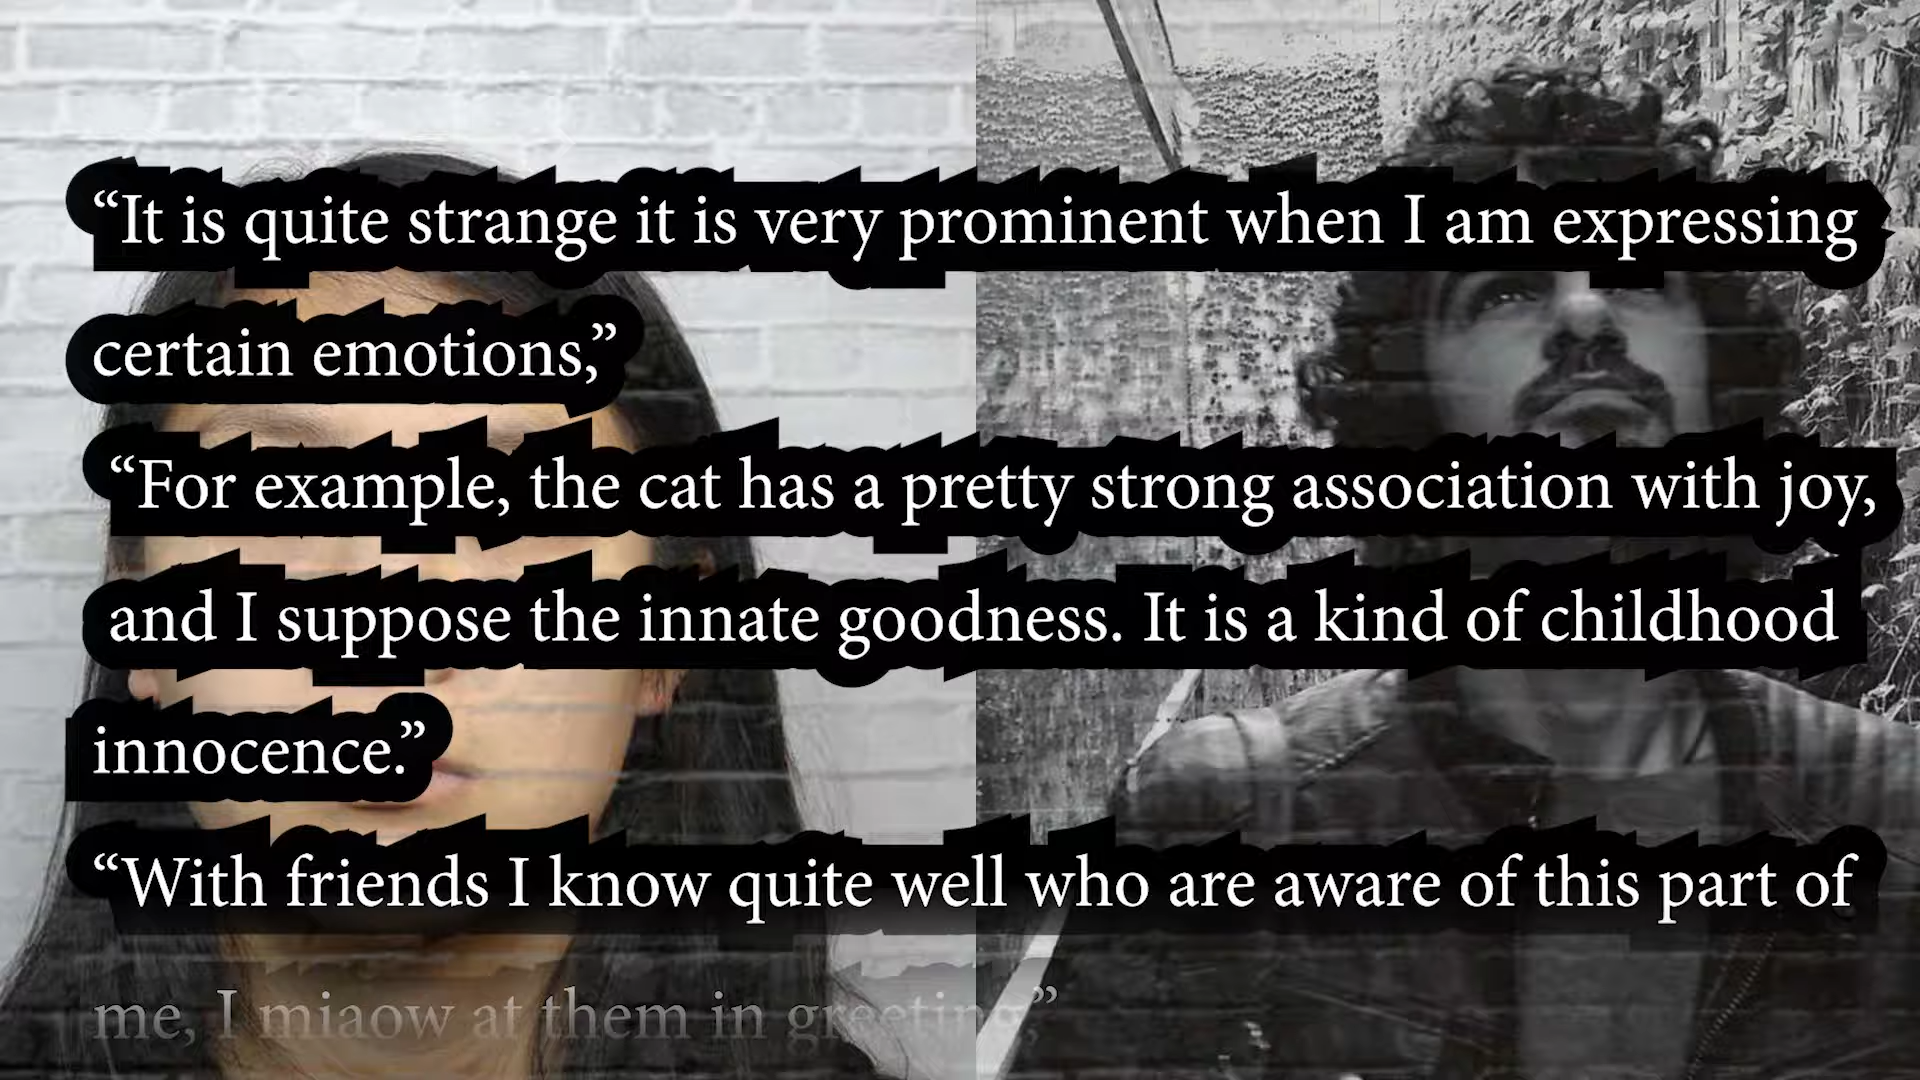 “It is quite strange it is very prominent when I am expressing
certain emotions,”
“For example, the cat has a pretty strong association with joy,
and I suppose the innate goodness. It is a kind of childhood
innocence.”
“With friends I know quite well who are aware of this part of
me, I miaow at them in greeting,”